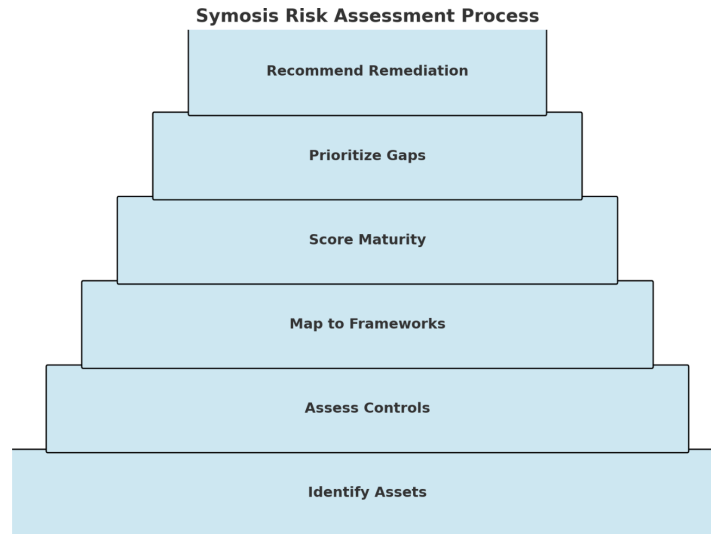 Symosis Risk Assessment Process
Recommend Remediation
Prioritize Gaps
Score Maturity
Map to Frameworks
Assess Controls
Identify Assets